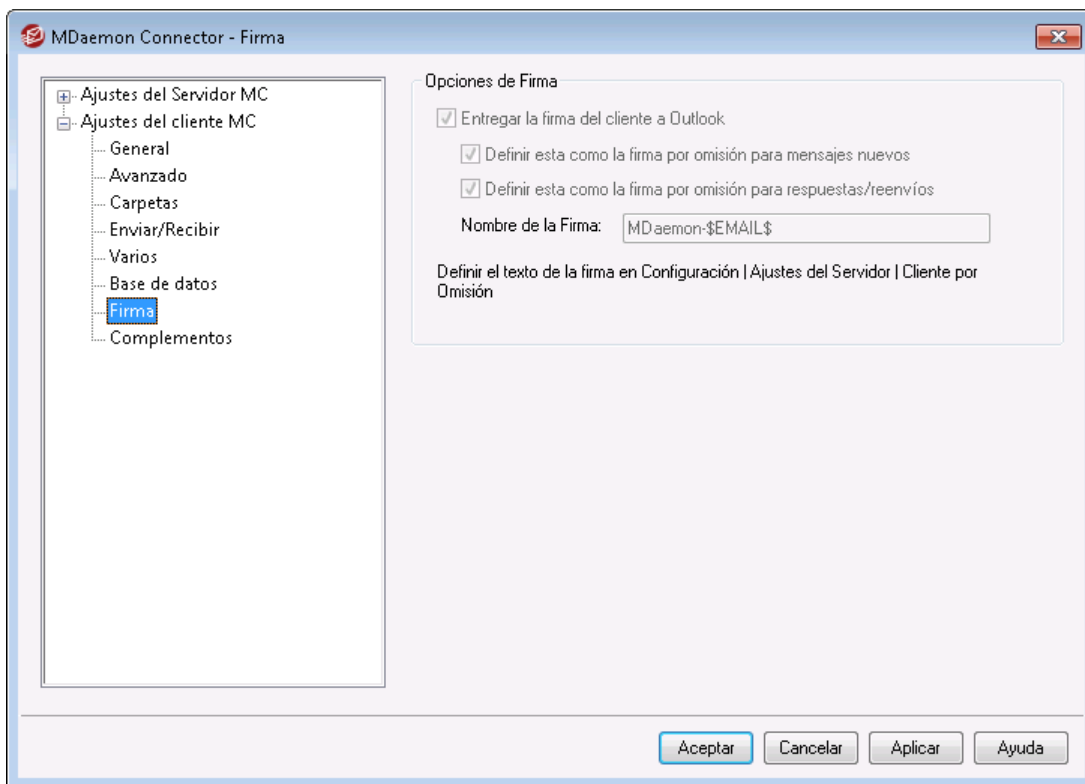 MDaemon Connector - Firma
Ajustes del Servidor MC
Ajustes del cliente MC
General
Avanzado
Carpetas
Enviar/Recibir
Varios
Base de datos
Firma
Complementos
Opciones de Firma
Entregar la firma del cliente a Outlook
Definir esta como la firma por omisión para mensajes nuevos
Definir esta como la firma por omisión para respuestas/reenvíos
Nombre de la Firma: MDaemon-$EMAIL$
Definir el texto de la firma en Configuración | Ajustes del Servidor | Cliente por
Omisión
Aceptar Cancelar Aplicar Ayuda